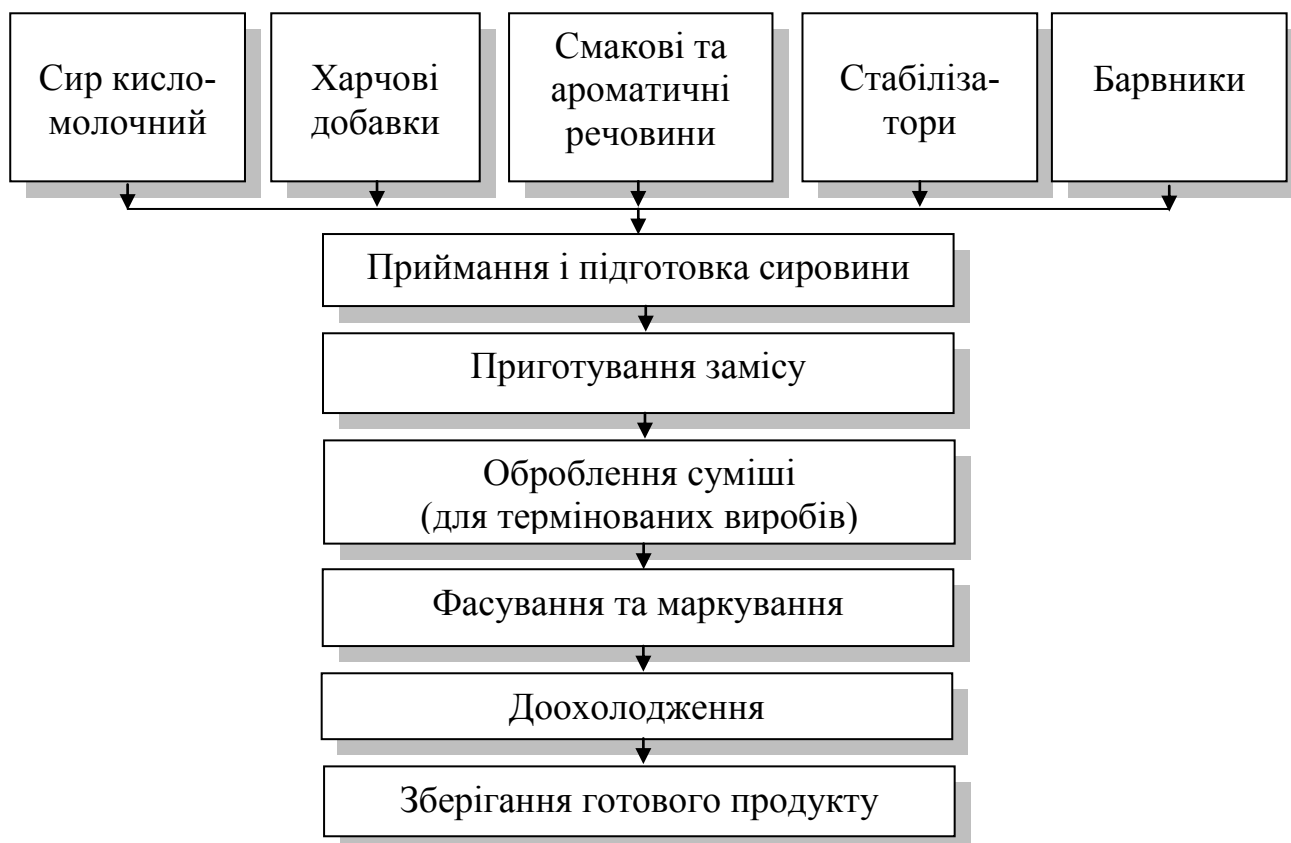 Сир кисло-
молочний
Харчові
добавки
Смакові та
ароматичні
речовини
Стабіліза-
тори
Барвники
Приймання і підготовка сировини
Приготування замісу
Оброблення суміші
(для термінованих виробів)
Фасування та маркування
Доохолодження
Зберігання готового продукту